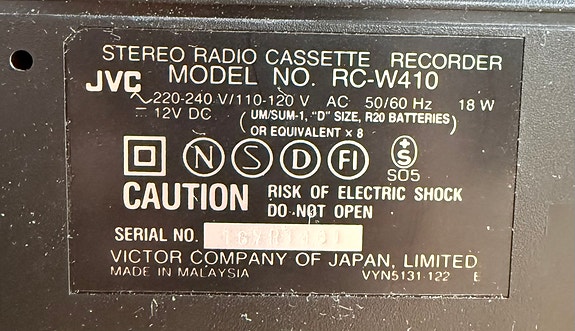 STEREO RADIO CASSETTE RECORDER
JVC MODEL NO. RC-W410
~220-240 V/110-120 V AC 50/60 Hz 18 W
⎓ 12V DC (UM/SUM-1, "D" SIZE, R20 BATTERIES)
OR EQUIVALENT × 8
N S D FI S
SO5
CAUTION RISK OF ELECTRIC SHOCK
DO NOT OPEN
SERIAL NO.
VICTOR COMPANY OF JAPAN, LIMITED
MADE IN MALAYSIA VYN5131-122 E